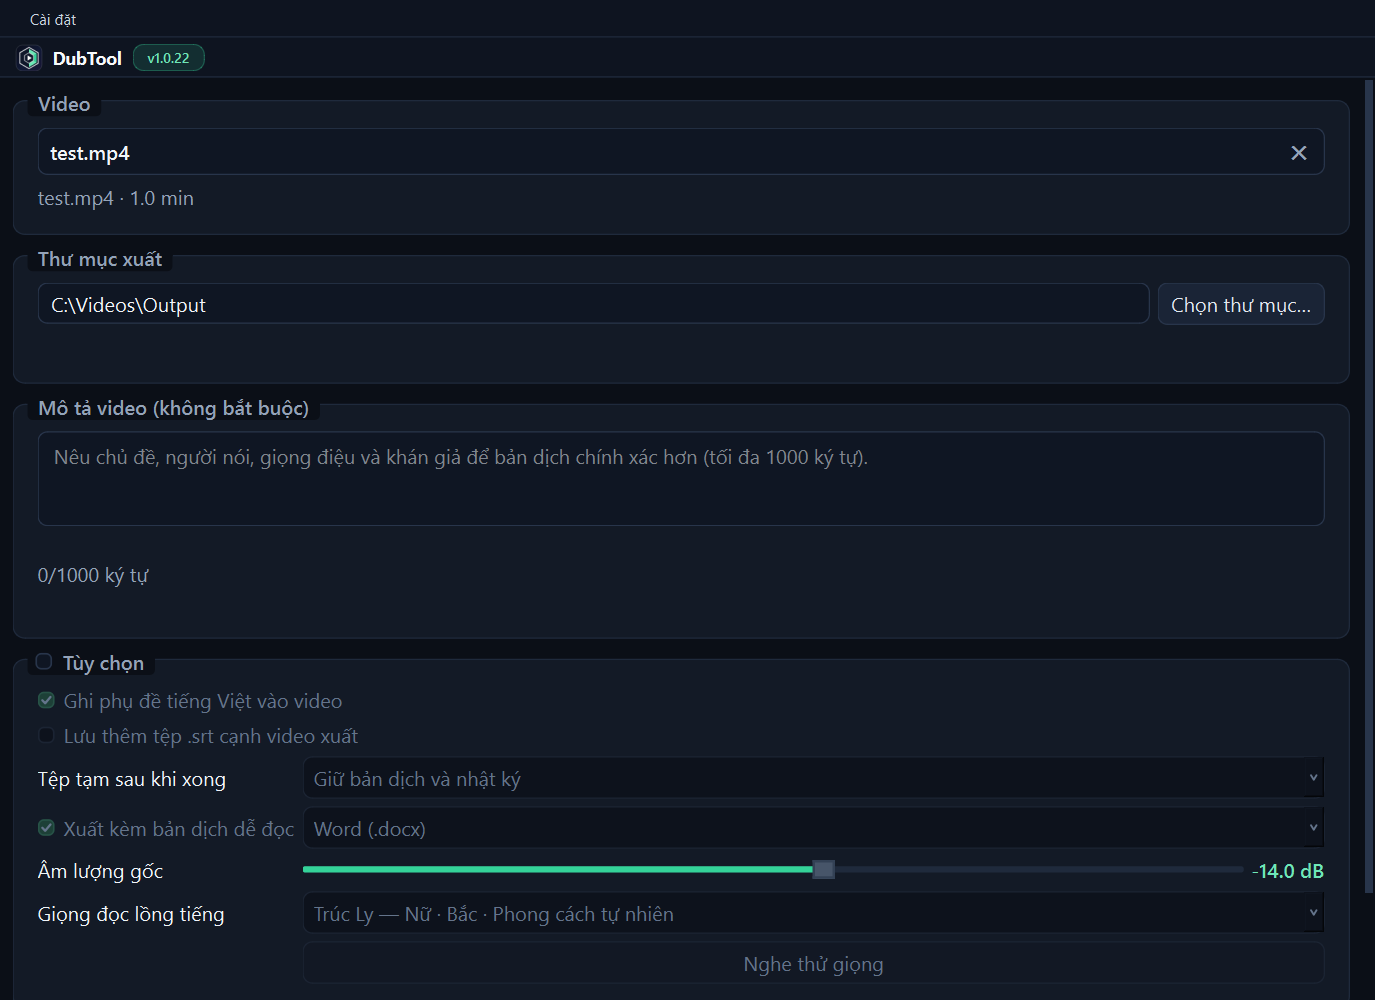 Cài đặt
DubTool v1.0.22
Video
test.mp4
test.mp4 · 1.0 min
Thư mục xuất
C:\Videos\Output Chọn thư mục...
Mô tả video (không bắt buộc)
Nêu chủ đề, người nói, giọng điệu và khán giả để bản dịch chính xác hơn (tối đa 1000 ký tự).
0/1000 ký tự
Tùy chọn
Ghi phụ đề tiếng Việt vào video
Lưu thêm tệp .srt cạnh video xuất
Tệp tạm sau khi xong Giữ bản dịch và nhật ký
Xuất kèm bản dịch dễ đọc Word (.docx)
Âm lượng gốc -14.0 dB
Giọng đọc lồng tiếng Trúc Ly — Nữ · Bắc · Phong cách tự nhiên
Nghe thử giọng